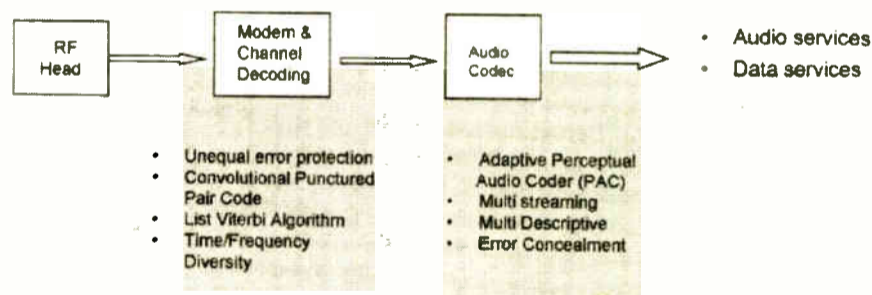 RF
Head
Modem &
Channel
Decoding
Audio
Codec
• Audio services
• Data services
• Unequal error protection
• Convolutional Punctured
Pair Code
• List Viterbi Algorithm
• Time/Frequency
Diversity
• Adaptive Perceptual
Audio Coder (PAC)
• Multi streaming
• Multi Descriptive
• Error Concealment